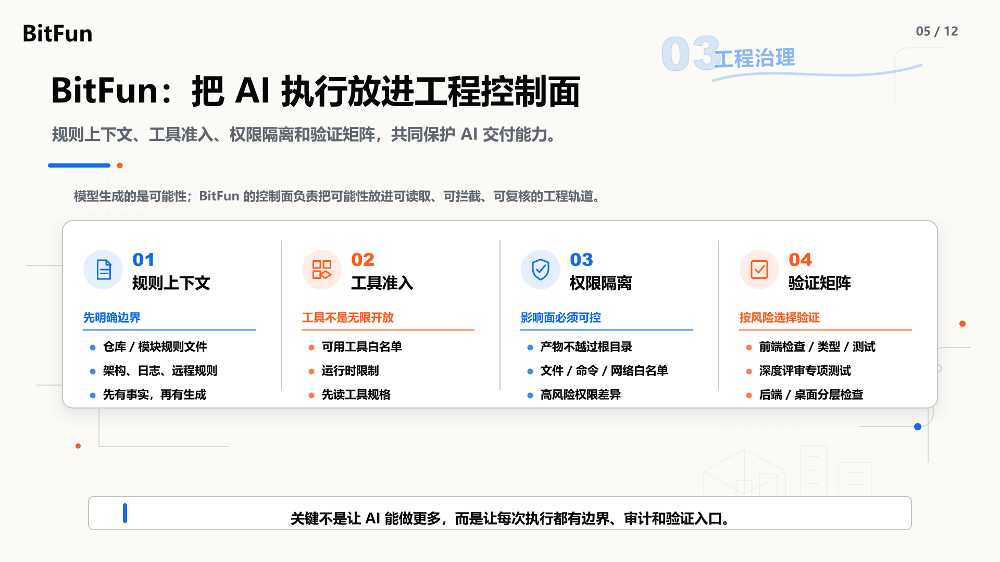 BitFun
05 / 12
03 工程治理
BitFun：把 AI 执行放进工程控制面
规则上下文、工具准入、权限隔离和验证矩阵，共同保护 AI 交付能力。
模型生成的是可能性；BitFun 的控制面负责把可能性放进可读取、可拦截、可复核的工程轨道。
01
规则上下文
先明确边界
仓库 / 模块规则文件
架构、日志、远程规则
先有事实，再有生成
02
工具准入
工具不是无限开放
可用工具白名单
运行时限制
先读工具规格
03
权限隔离
影响面必须可控
产物不越过根目录
文件 / 命令 / 网络白名单
高风险权限差异
04
验证矩阵
按风险选择验证
前端检查 / 类型 / 测试
深度评审专项测试
后端 / 桌面分层检查
关键不是让 AI 能做更多，而是让每次执行都有边界、审计和验证入口。